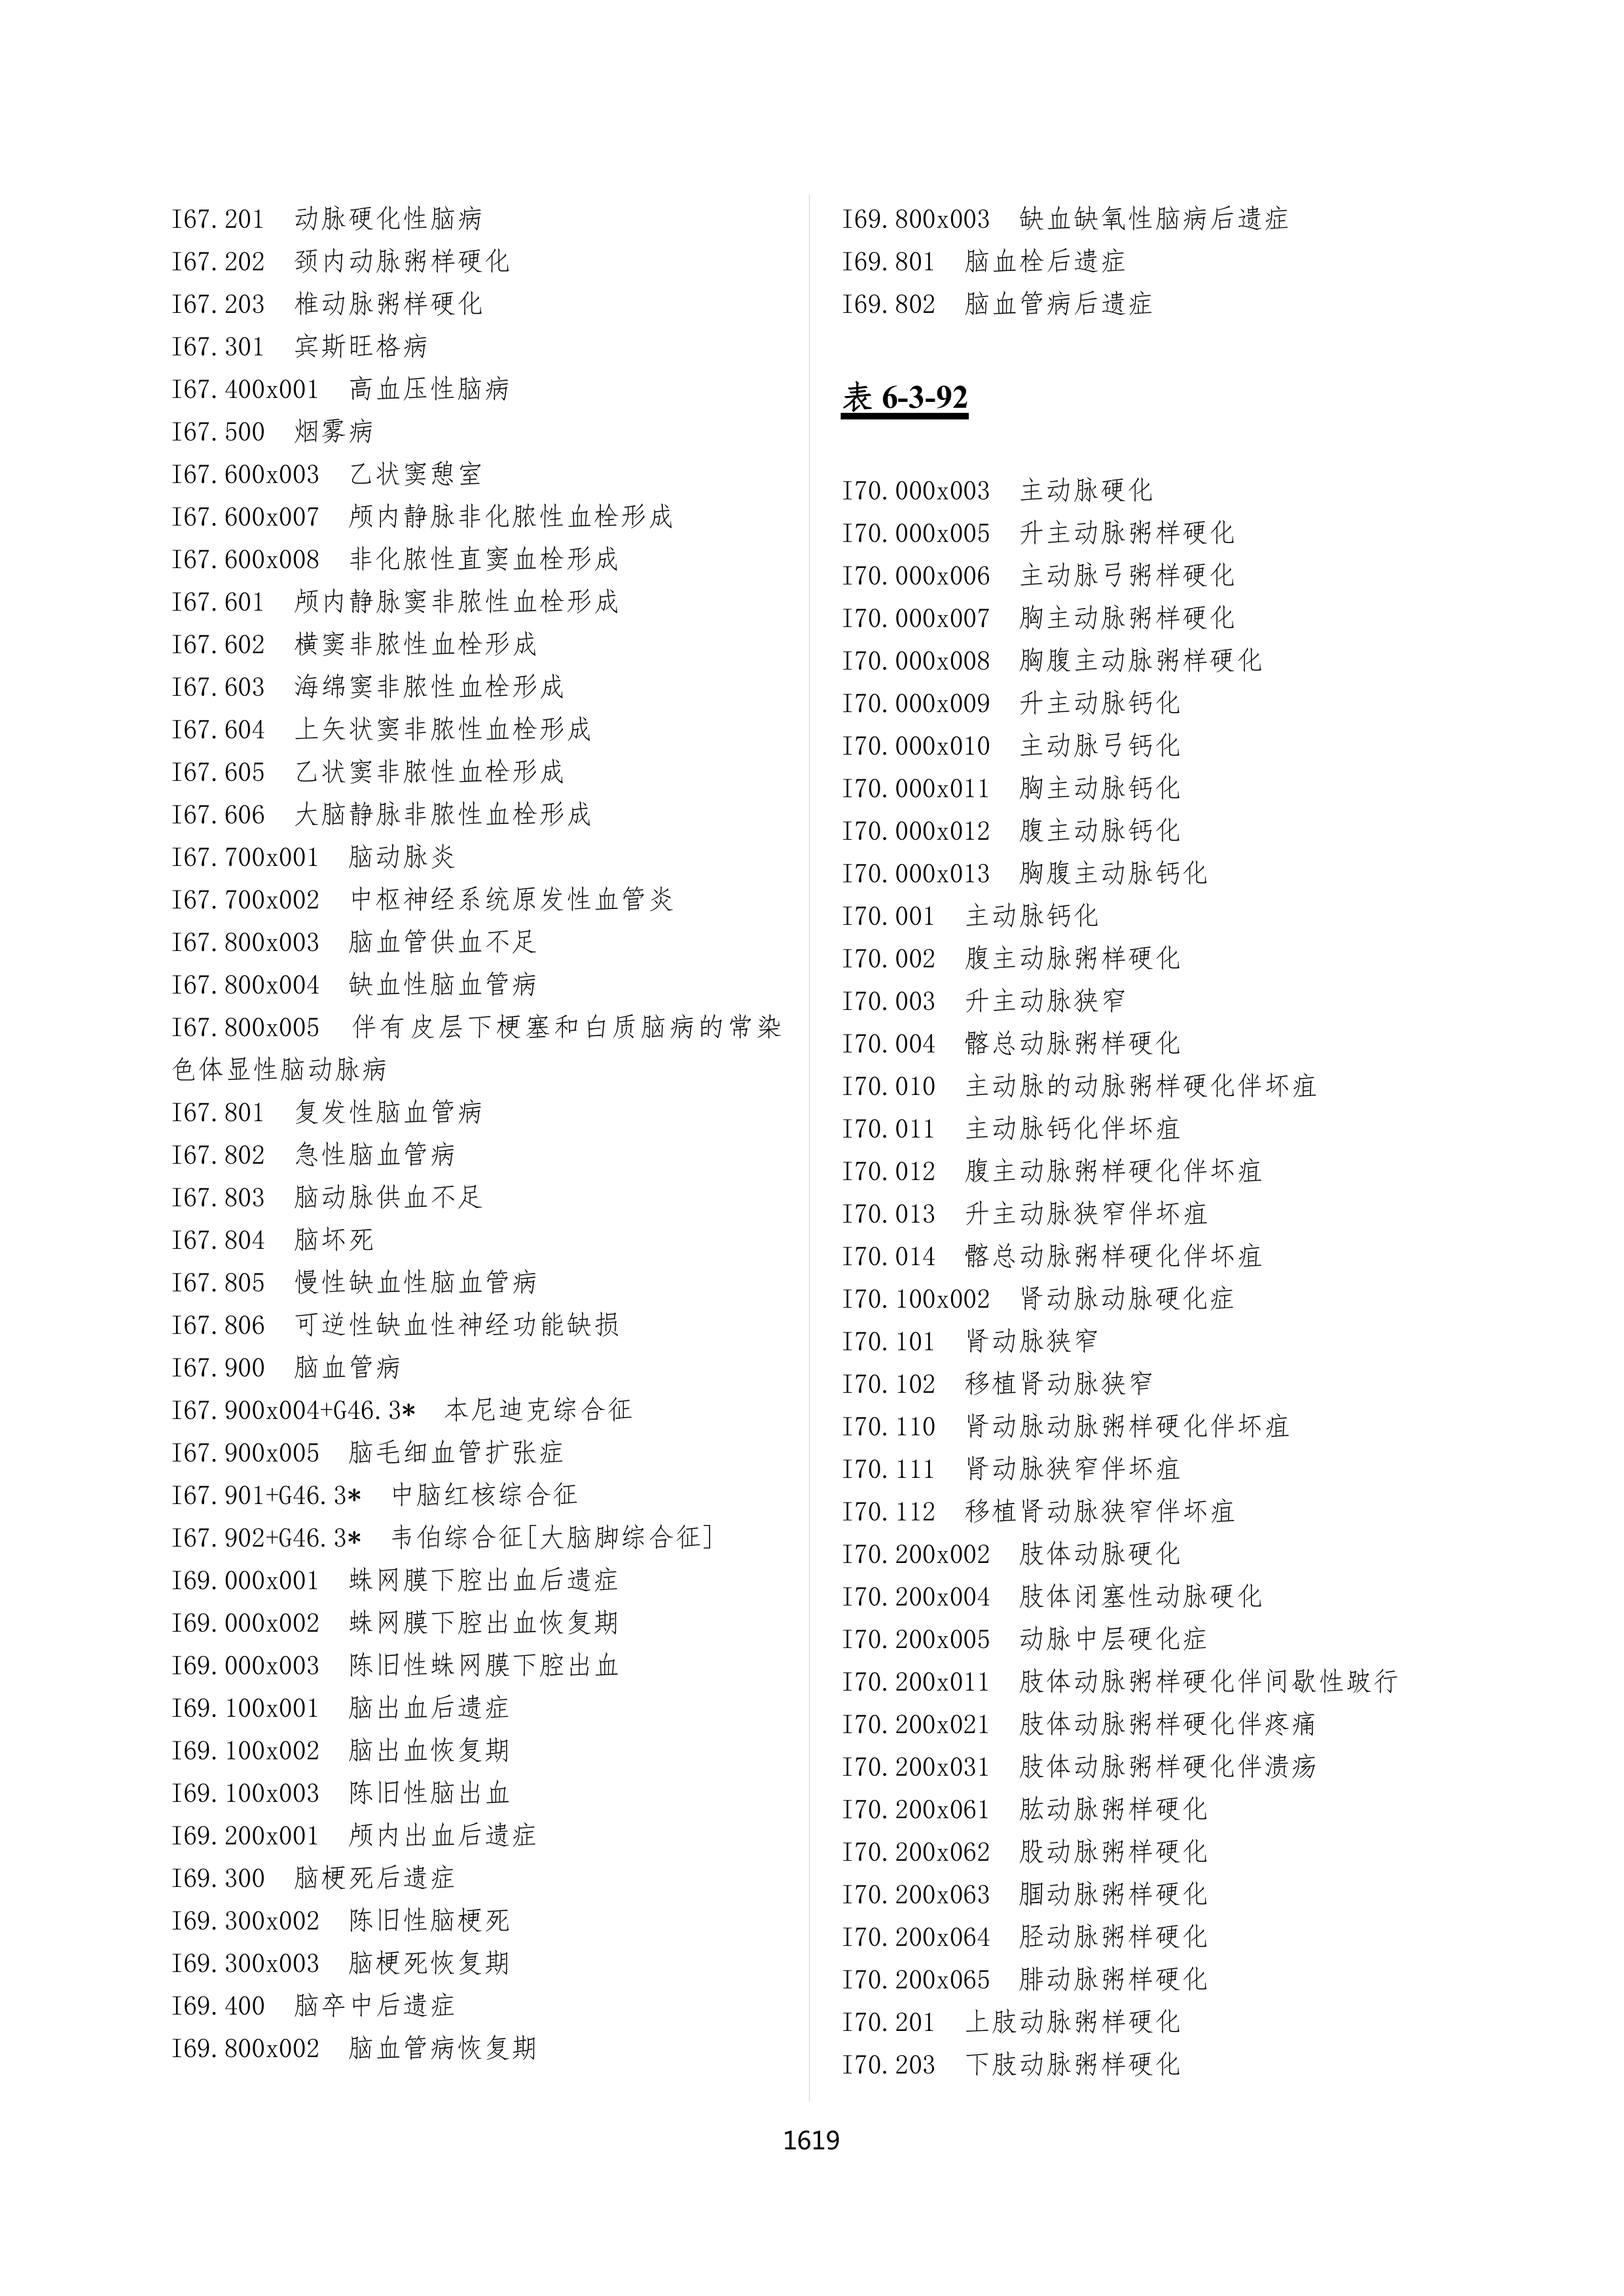 I67.201 动脉硬化性脑病
I67.202 颈内动脉粥样硬化
I67.203 椎动脉粥样硬化
I67.301 宾斯旺格病
I67.400x001 高血压性脑病
I67.500 烟雾病
I67.600x003 乙状窦憩室
I67.600x007 颅内静脉非化脓性血栓形成
I67.600x008 非化脓性直窦血栓形成
I67.601 颅内静脉窦非脓性血栓形成
I67.602 横窦非脓性血栓形成
I67.603 海绵窦非脓性血栓形成
I67.604 上矢状窦非脓性血栓形成
I67.605 乙状窦非脓性血栓形成
I67.606 大脑静脉非脓性血栓形成
I67.700x001 脑动脉炎
I67.700x002 中枢神经系统原发性血管炎
I67.800x003 脑血管供血不足
I67.800x004 缺血性脑血管病
I67.800x005 伴有皮层下梗塞和白质脑病的常染
色体显性脑动脉病
I67.801 复发性脑血管病
I67.802 急性脑血管病
I67.803 脑动脉供血不足
I67.804 脑坏死
I67.805 慢性缺血性脑血管病
I67.806 可逆性缺血性神经功能缺损
I67.900 脑血管病
I67.900x004+G46.3* 本尼迪克综合征
I67.900x005 脑毛细血管扩张症
I67.901+G46.3* 中脑红核综合征
I67.902+G46.3* 韦伯综合征[大脑脚综合征]
I69.000x001 蛛网膜下腔出血后遗症
I69.000x002 蛛网膜下腔出血恢复期
I69.000x003 陈旧性蛛网膜下腔出血
I69.100x001 脑出血后遗症
I69.100x002 脑出血恢复期
I69.100x003 陈旧性脑出血
I69.200x001 颅内出血后遗症
I69.300 脑梗死后遗症
I69.300x002 陈旧性脑梗死
I69.300x003 脑梗死恢复期
I69.400 脑卒中后遗症
I69.800x002 脑血管病恢复期
I69.800x003 缺血缺氧性脑病后遗症
I69.801 脑血栓后遗症
I69.802 脑血管病后遗症
表 6-3-92
I70.000x003 主动脉硬化
I70.000x005 升主动脉粥样硬化
I70.000x006 主动脉弓粥样硬化
I70.000x007 胸主动脉粥样硬化
I70.000x008 胸腹主动脉粥样硬化
I70.000x009 升主动脉钙化
I70.000x010 主动脉弓钙化
I70.000x011 胸主动脉钙化
I70.000x012 腹主动脉钙化
I70.000x013 胸腹主动脉钙化
I70.001 主动脉钙化
I70.002 腹主动脉粥样硬化
I70.003 升主动脉狭窄
I70.004 髂总动脉粥样硬化
I70.010 主动脉的动脉粥样硬化伴坏疽
I70.011 主动脉钙化伴坏疽
I70.012 腹主动脉粥样硬化伴坏疽
I70.013 升主动脉狭窄伴坏疽
I70.014 髂总动脉粥样硬化伴坏疽
I70.100x002 肾动脉动脉硬化症
I70.101 肾动脉狭窄
I70.102 移植肾动脉狭窄
I70.110 肾动脉动脉粥样硬化伴坏疽
I70.111 肾动脉狭窄伴坏疽
I70.112 移植肾动脉狭窄伴坏疽
I70.200x002 肢体动脉硬化
I70.200x004 肢体闭塞性动脉硬化
I70.200x005 动脉中层硬化症
I70.200x011 肢体动脉粥样硬化伴间歇性跛行
I70.200x021 肢体动脉粥样硬化伴疼痛
I70.200x031 肢体动脉粥样硬化伴溃疡
I70.200x061 肱动脉粥样硬化
I70.200x062 股动脉粥样硬化
I70.200x063 腘动脉粥样硬化
I70.200x064 胫动脉粥样硬化
I70.200x065 腓动脉粥样硬化
I70.201 上肢动脉粥样硬化
I70.203 下肢动脉粥样硬化
1619